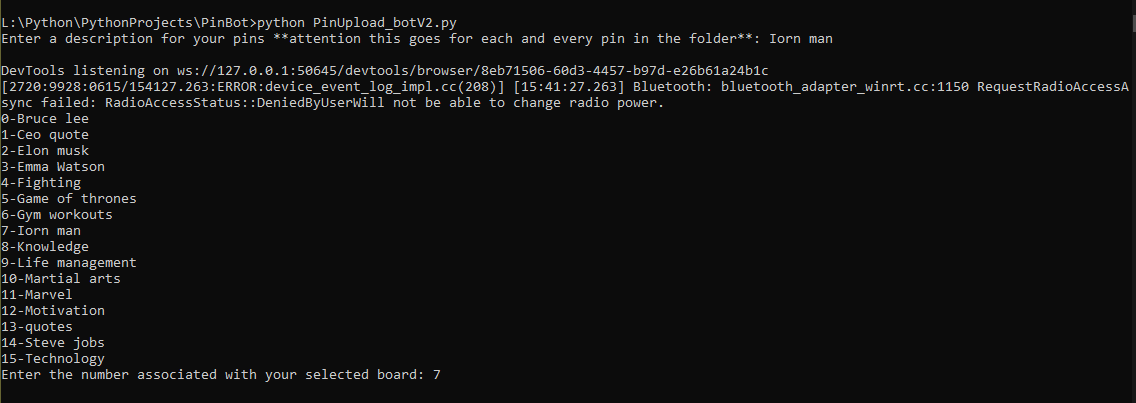 L:\Python\PythonProjects\PinBot>python PinUpload_botV2.py
Enter a description for your pins **attention this goes for each and every pin in the folder**: Iorn man
DevTools listening on ws://127.0.0.1:50645/devtools/browser/8eb71506-60d3-4457-b97d-e26b61a24b1c
[2720:9928:0615/154127.263:ERROR:device_event_log_impl.cc(208)] [15:41:27.263] Bluetooth: bluetooth_adapter_winrt.cc:1150 RequestRadioAccessA
sync failed: RadioAccessStatus::DeniedByUserWill not be able to change radio power.
0-Bruce lee
1-Ceo quote
2-Elon musk
3-Emma Watson
4-Fighting
5-Game of thrones
6-Gym workouts
7-Iorn man
8-Knowledge
9-Life management
10-Martial arts
11-Marvel
12-Motivation
13-quotes
14-Steve jobs
15-Technology
Enter the number associated with your selected board: 7